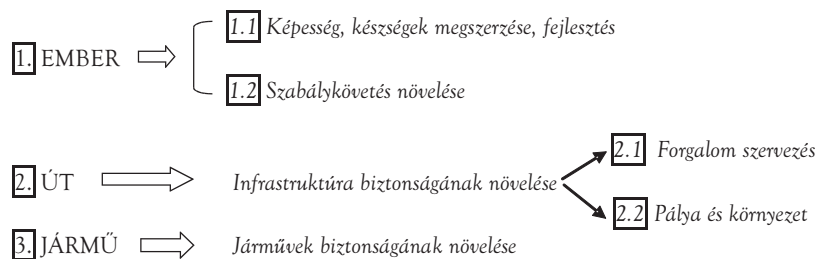 1.1 Képesség, készségek megszerzése, fejlesztés
1. EMBER
1.2 Szabálykövetés növelése
2.1 Forgalom szervezés
2. ÚT Infrastruktúra biztonságának növelése
2.2 Pálya és környezet
3. JÁRMŰ Járművek biztonságának növelése